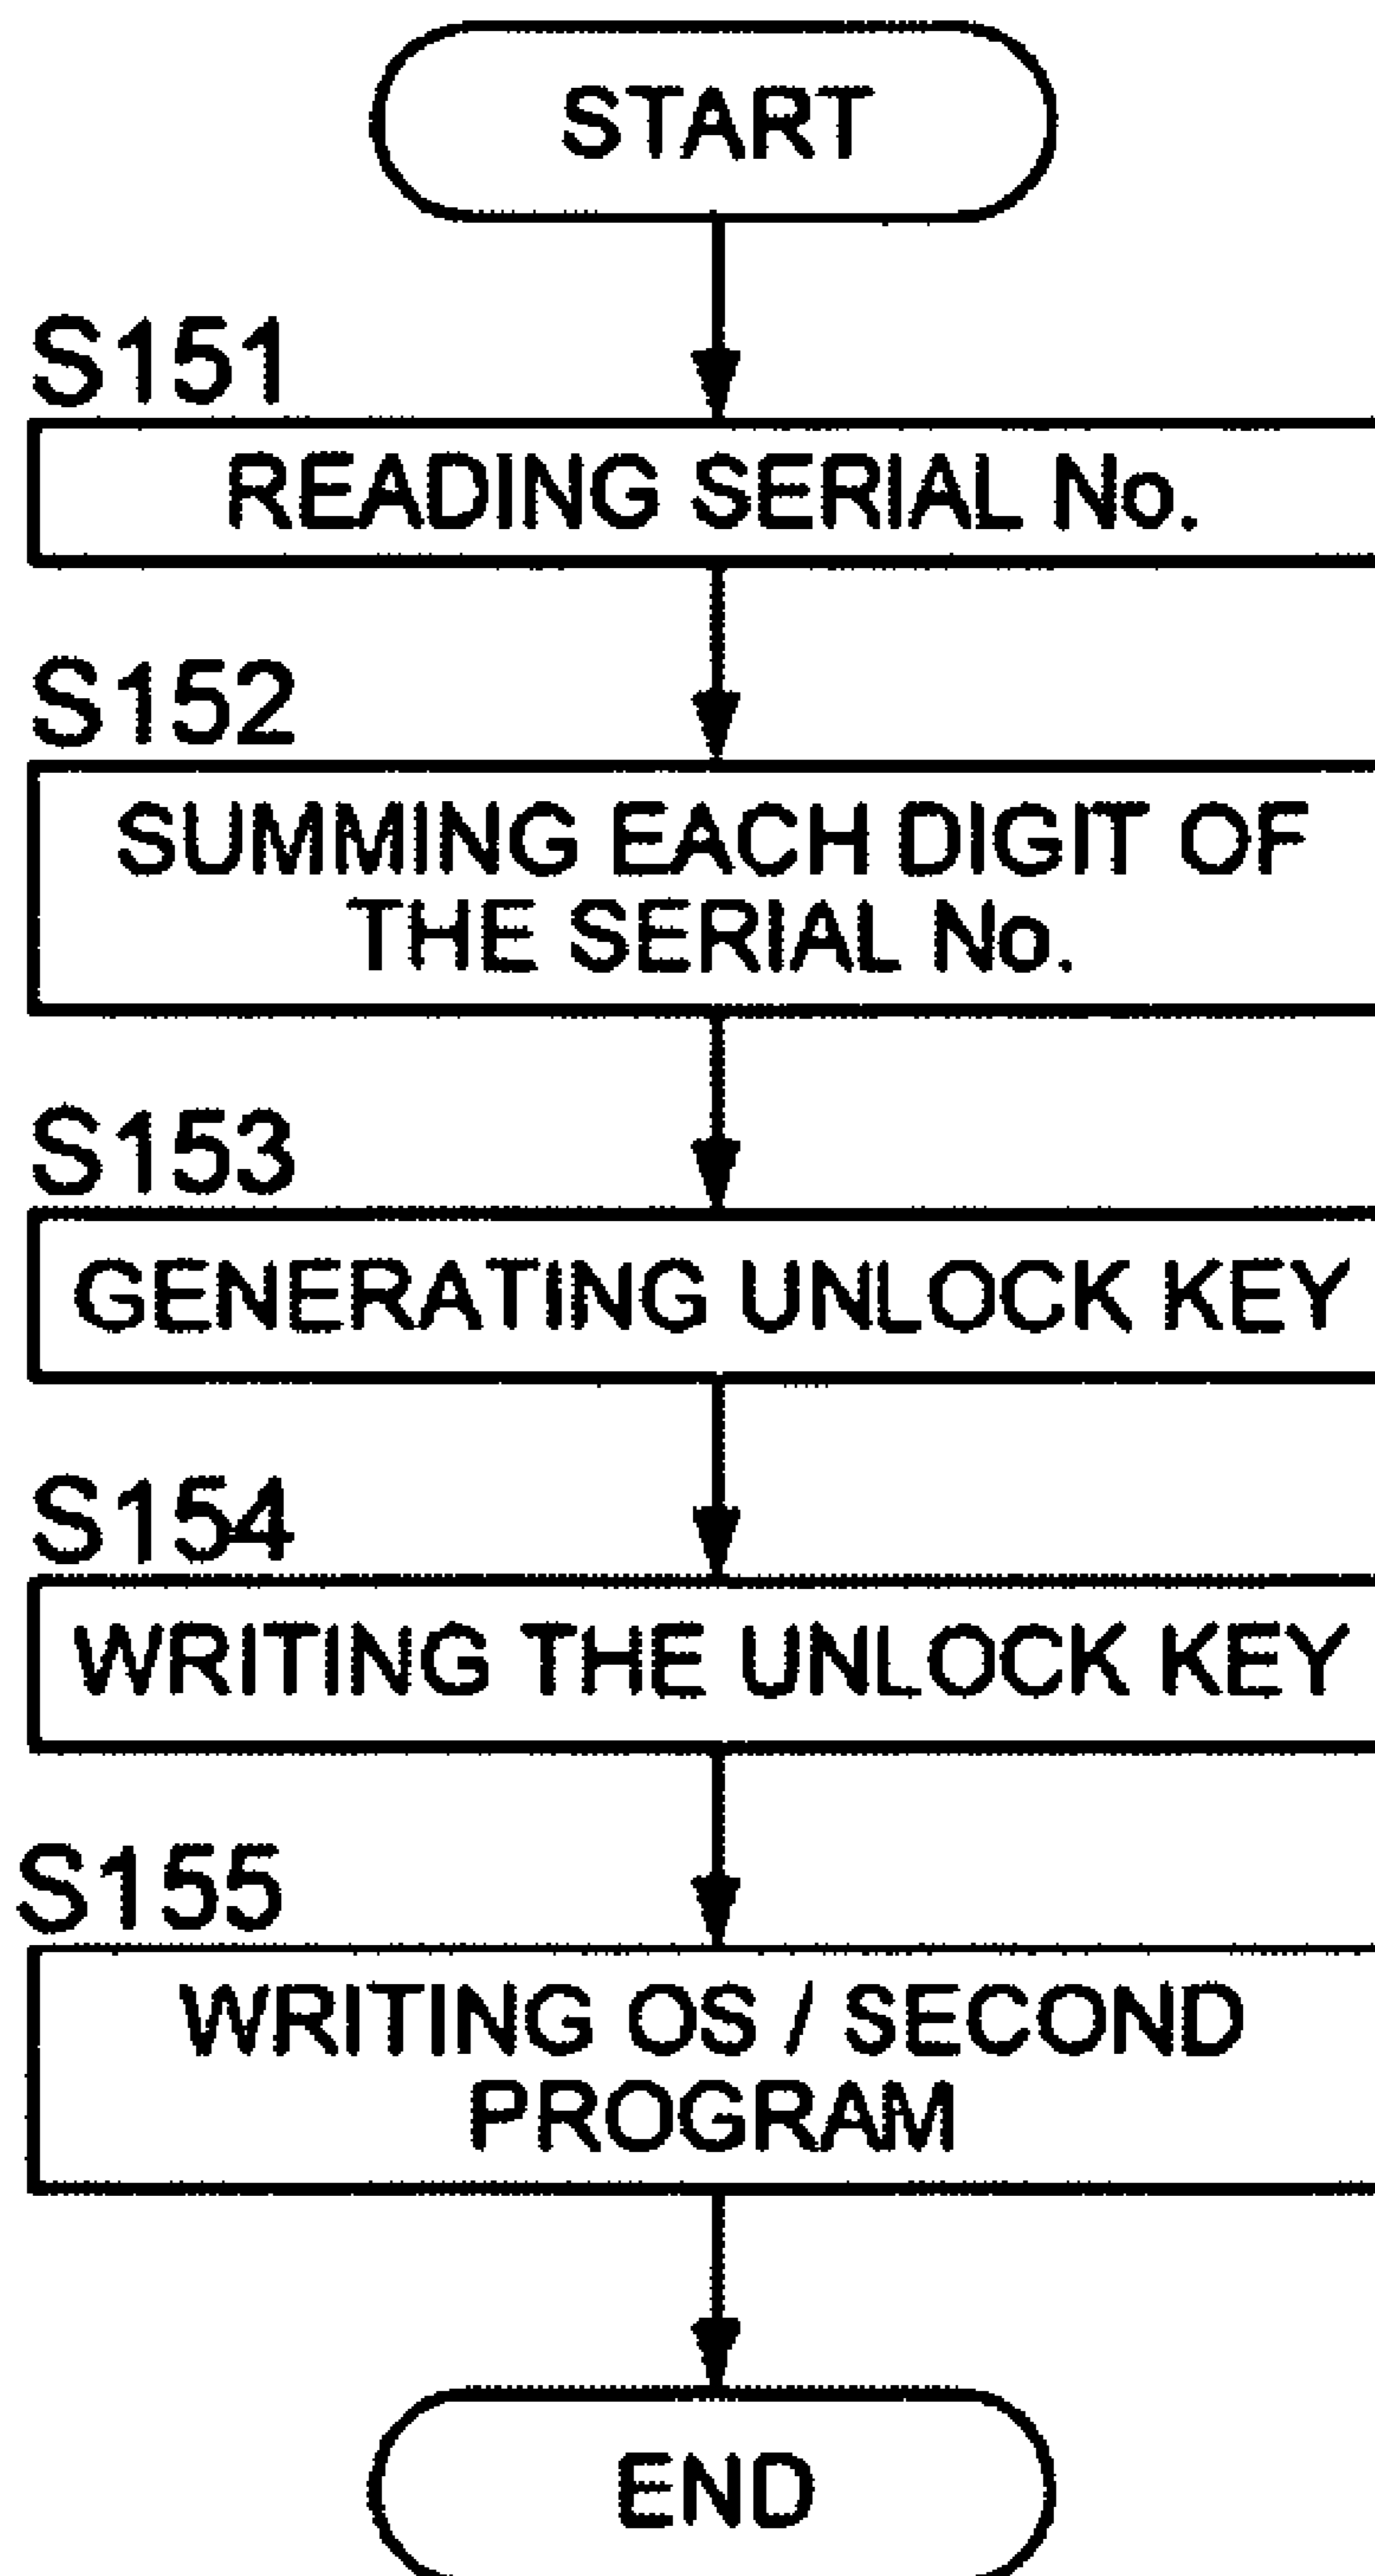 START
S151
READING SERIAL No.
S152
SUMMING EACH DIGIT OF
THE SERIAL No.
S153
GENERATING UNLOCK KEY
S154
WRITING THE UNLOCK KEY
S155
WRITING OS / SECOND
PROGRAM
END